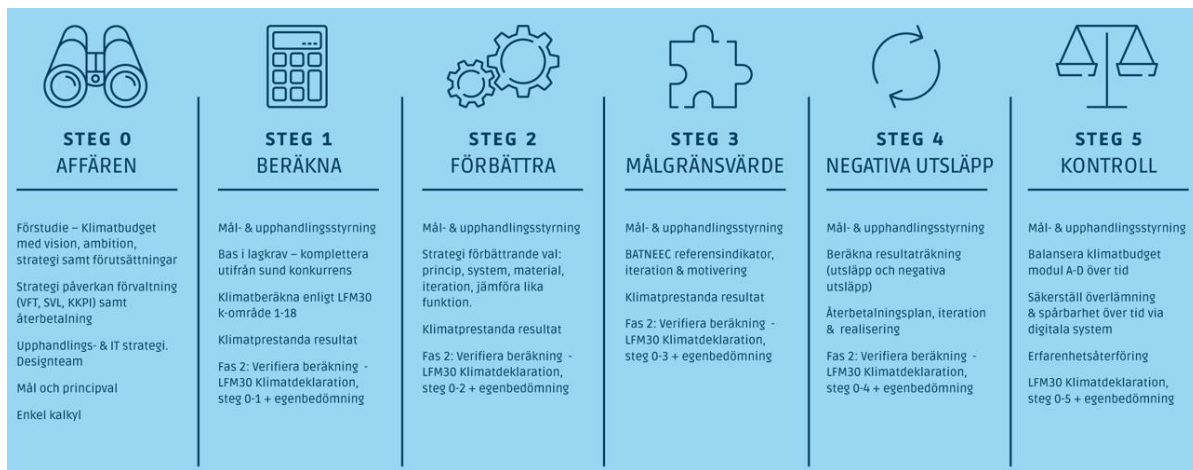 STEG 0
AFFÄREN
Förstudie – Klimatbudget
med vision, ambition,
strategi samt förutsättningar
Strategi påverkan förvaltning
(VFT, SVL, KKPI) samt
återbetalning
Upphandlings- & IT strategi.
Designteam
Mål och principval
Enkel kalkyl
STEG 1
BERÄKNA
Mål- & upphandlingsstyrning
Bas i lagkrav – komplettera
utifrån sund konkurrens
Klimatberäkna enligt LFM30
k-område 1-18
Klimatprestanda resultat
Fas 2: Verifiera beräkning -
LFM30 Klimatdeklaration,
steg 0-1 + egenbedömning
STEG 2
FÖRBÄTTRA
Mål- & upphandlingsstyrning
Strategi förbättrande val:
princip, system, material,
iteration, jämföra lika
funktion.
Klimatprestanda resultat
Fas 2: Verifiera beräkning -
LFM30 Klimatdeklaration,
steg 0-2 + egenbedömning
STEG 3
MÅLGRÄNSVÄRDE
Mål- & upphandlingsstyrning
BATNEEC referensindikator,
iteration & motivering
Klimatprestanda resultat
Fas 2: Verifiera beräkning -
LFM30 Klimatdeklaration,
steg 0-3 + egenbedömning
STEG 4
NEGATIVA UTSLÄPP
Mål- & upphandlingsstyrning
Beräkna resultaträkning
(utsläpp och negativa
utsläpp)
Återbetalningsplan, iteration
& realisering
Fas 2: Verifiera beräkning -
LFM30 Klimatdeklaration,
steg 0-4 + egenbedömning
STEG 5
KONTROLL
Mål- & upphandlingsstyrning
Balansera klimatbudget
modul A-D över tid
Säkerställ överlämning
& spårbarhet över tid via
digitala system
Erfarenhetsåterföring
LFM30 Klimatdeklaration,
steg 0-5 + egenbedömning